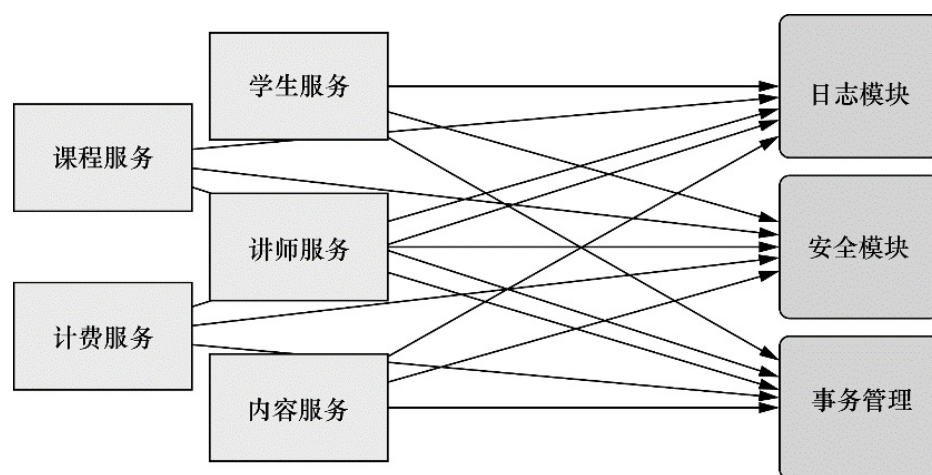 学生服务
课程服务
讲师服务
计费服务
内容服务
日志模块
安全模块
事务管理